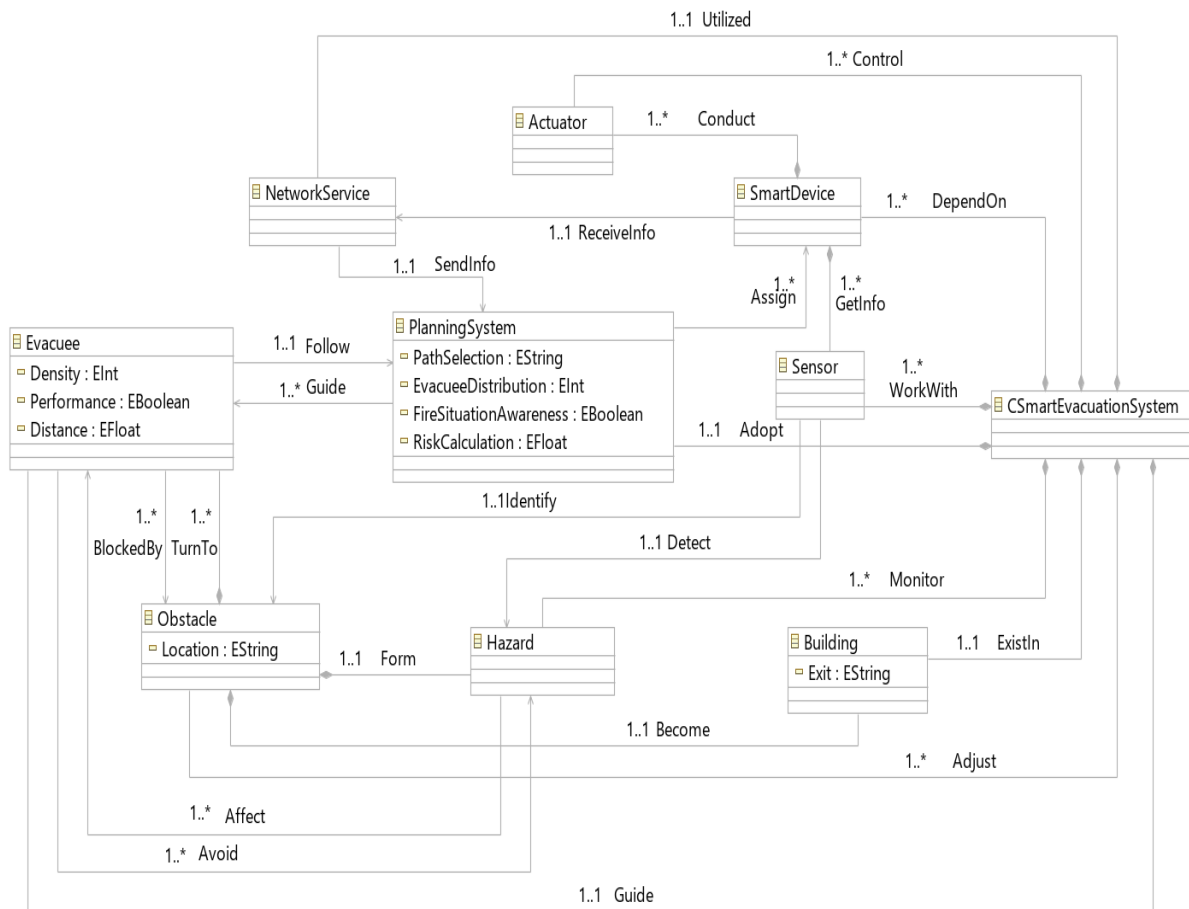 1..1 Utilized
1..* Control
Actuator
1..* Conduct
NetworkService
SmartDevice
1..* DependOn
1..1 ReceiveInfo
1..1 SendInfo
1..*
Assign
1..*
GetInfo
Evacuee
Density : EInt
Performance : EBoolean
Distance : EFloat
1..1 Follow
1..* Guide
PlanningSystem
PathSelection : EString
EvacueeDistribution : EInt
FireSituationAwareness : EBoolean
RiskCalculation : EFloat
Sensor
1..*
WorkWith
CSmartEvacuationSystem
1..1 Adopt
1..1Identify
1..*
BlockedBy
1..*
TurnTo
1..1 Detect
1..* Monitor
Obstacle
Location : EString
1..1 Form
Hazard
Building
Exit : EString
1..1 ExistIn
1..1 Become
1..* Adjust
1..* Affect
1..* Avoid
1..1 Guide